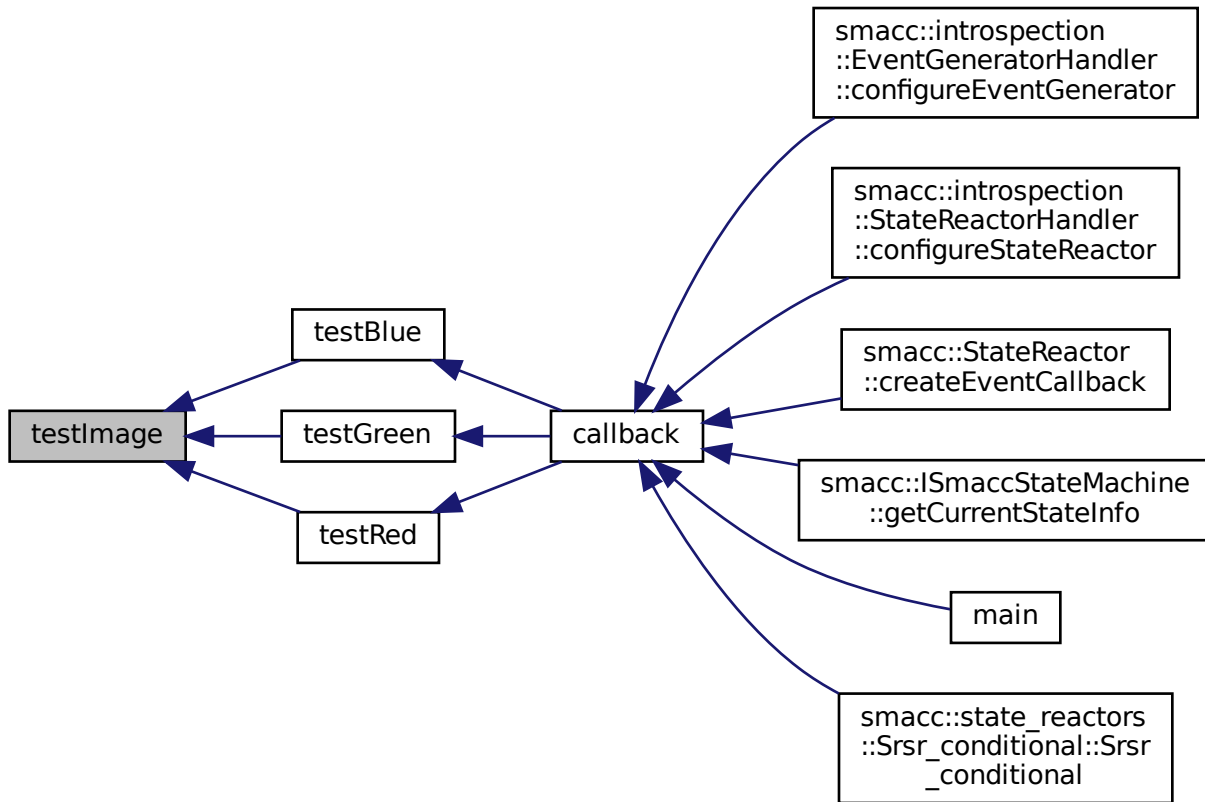 smacc::introspection
::EventGeneratorHandler
::configureEventGenerator
smacc::introspection
::StateReactorHandler
::configureStateReactor
testBlue
smacc::StateReactor
::createEventCallback
testImage
testGreen
callback
smacc::ISmaccStateMachine
::getCurrentStateInfo
testRed
main
smacc::state_reactors
::Srsr_conditional::Srsr
_conditional